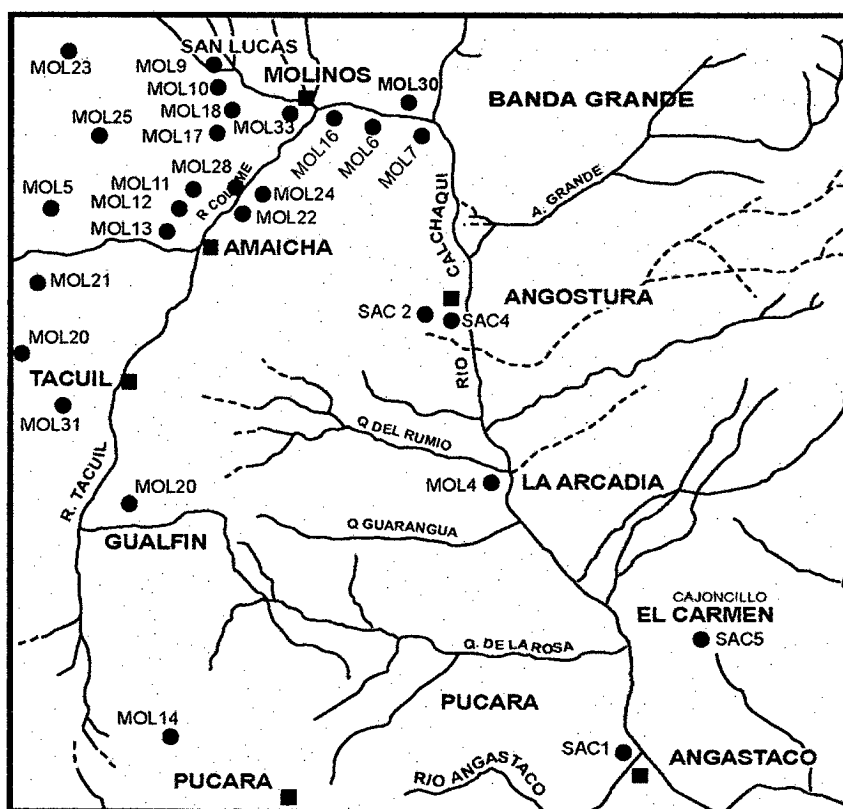 SAN LUCAS
MOL23
MOL9
MOLINOS
MOL10
MOL30
BANDA GRANDE
MOL18
MOL33
MOL25
MOL17
MOL16
MOL6
MOL7
MOL28
MOL11
R COLOME
MOL24
MOL5
MOL12
MOL22
MOL13
A. GRANDE
CALCHAQUI
AMAICHA
MOL21
ANGOSTURA
SAC 2
SAC4
MOL20
RIO
TACUIL
MOL31
Q DEL RUMIO
R. TACUIL
MOL4
LA ARCADIA
MOL20
Q GUARANGUA
GUALFIN
CAJONCILLO
EL CARMEN
SAC5
Q. DE LA ROSA
PUCARA
MOL14
SAC1
ANGASTACO
PUCARA
RIO ANGASTACO